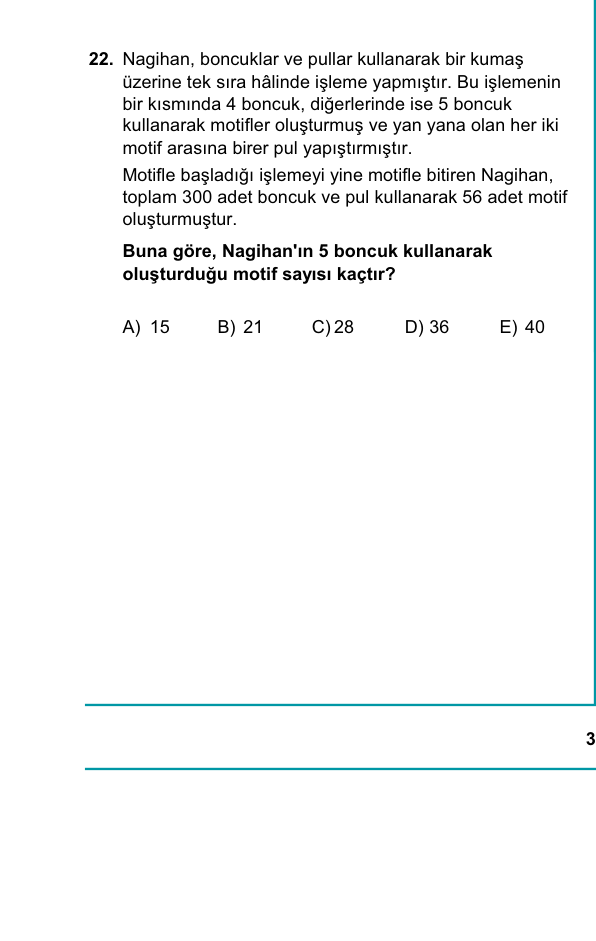 22. Nagihan, boncuklar ve pullar kullanarak bir kumaş
üzerine tek sıra hâlinde işleme yapmıştır. Bu işlemenin
bir kısmında 4 boncuk, diğerlerinde ise 5 boncuk
kullanarak motifler oluşturmuş ve yan yana olan her iki
motif arasına birer pul yapıştırmıştır.
Motifle başladığı işlemeyi yine motifle bitiren Nagihan,
toplam 300 adet boncuk ve pul kullanarak 56 adet motif
oluşturmuştur.
Buna göre, Nagihan'ın 5 boncuk kullanarak
oluşturduğu motif sayısı kaçtır?
A) 15 B) 21 C) 28 D) 36 E) 40
3